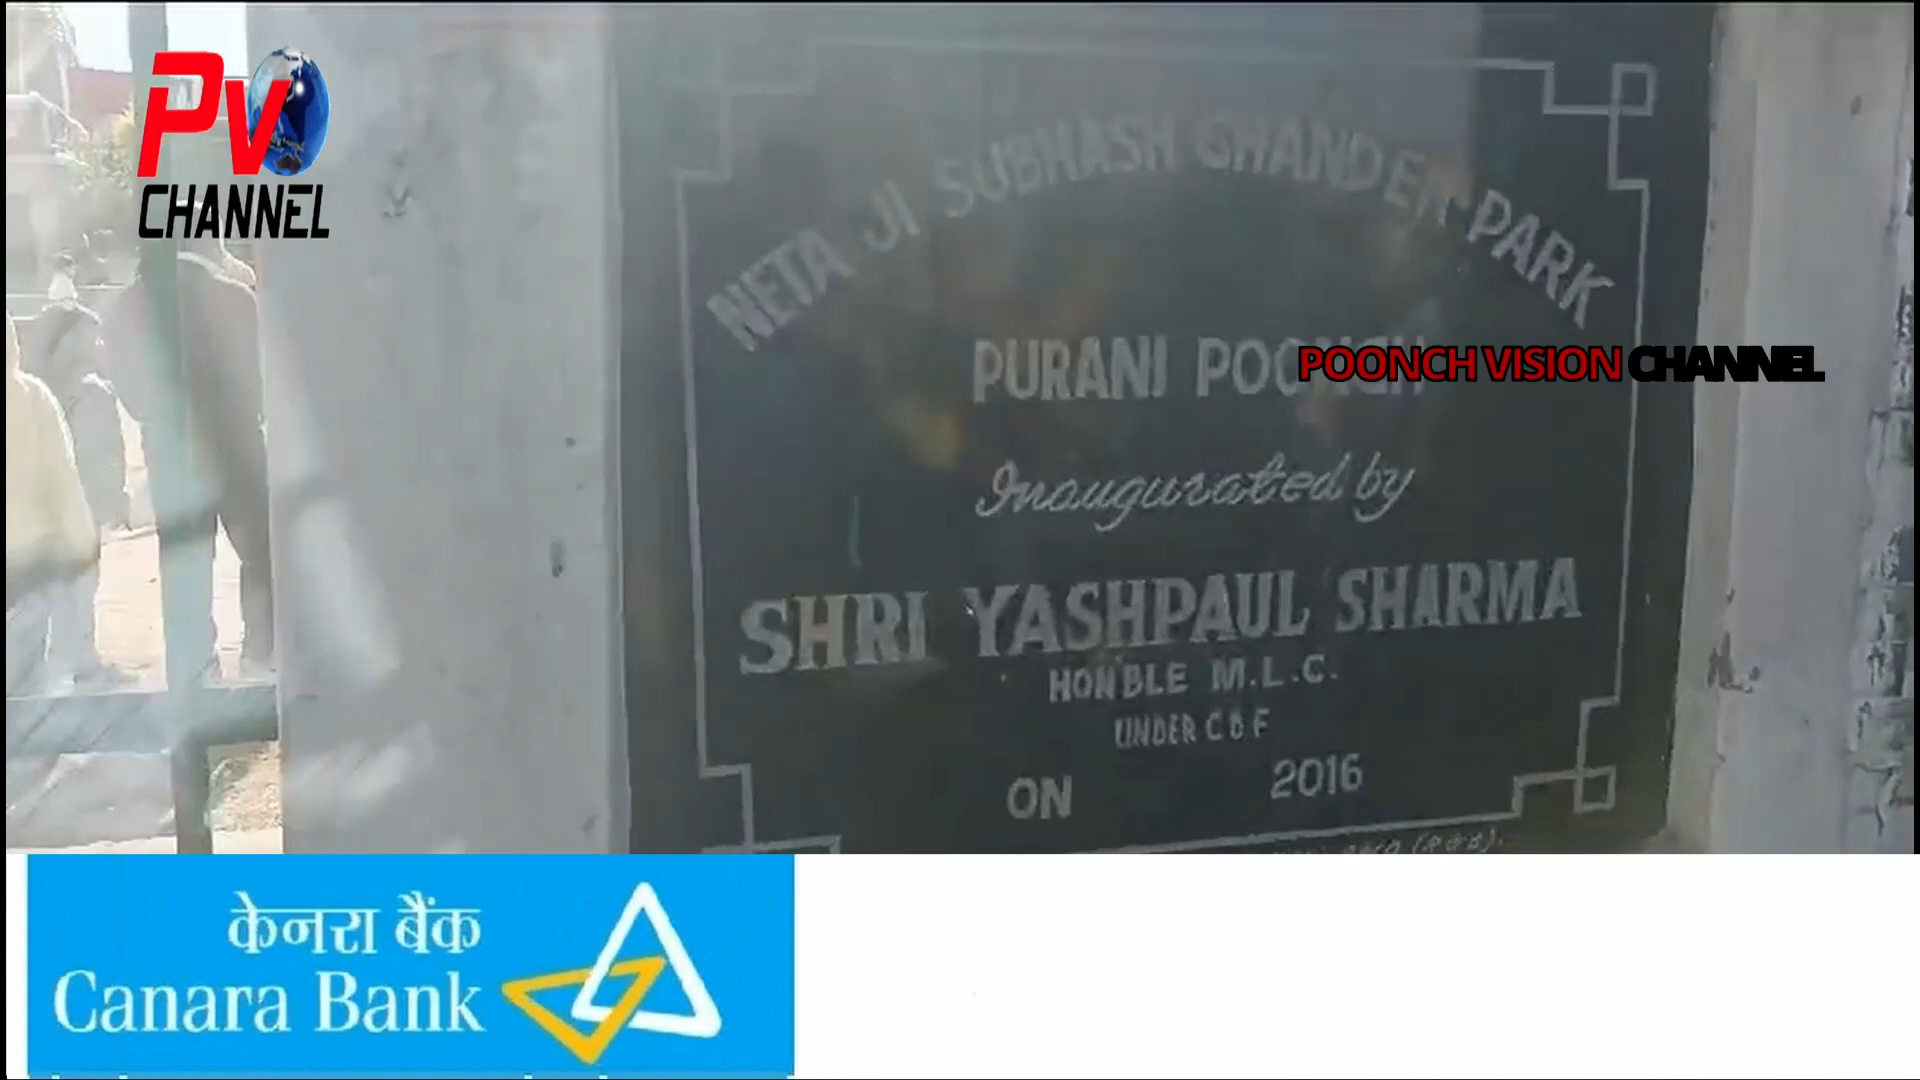 PV
CHANNEL
NETA JI SUBHASH CHANDER PARK
PURANI POONCH
POONCH VISION CHANNEL
Inaugurated by
SHRI YASHPAUL SHARMA
HON'BLE M.L.C.
UNDER C D F
ON 2016
केनरा बैंक
Canara Bank